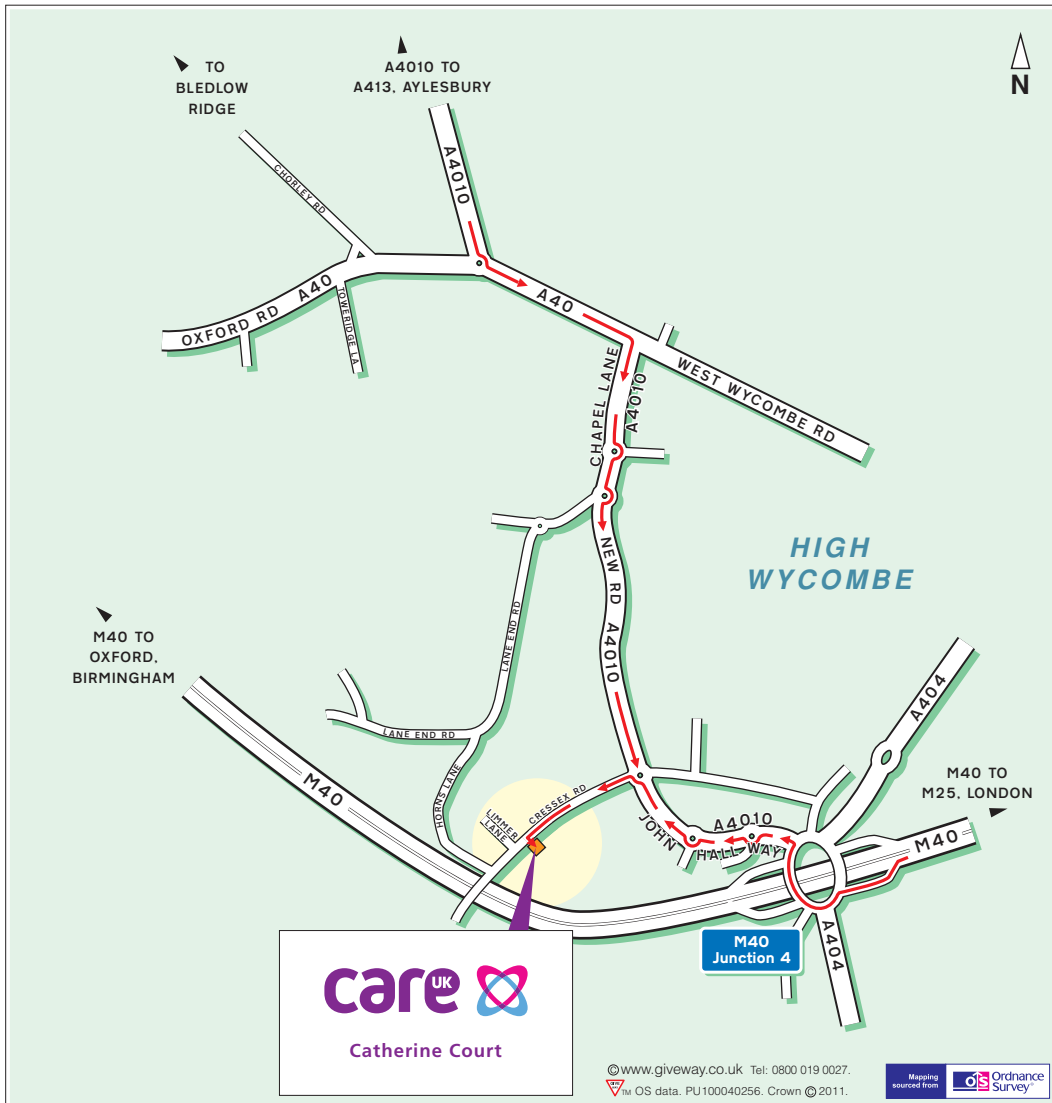 TO
BLEDLOW
RIDGE
A4010 TO
A413, AYLESBURY
N
CHORLEY RD
A4010
OXFORD RD A40
TOWERIDGE LA
A40
WEST WYCOMBE RD
CHAPEL LANE
A4010
HIGH
WYCOMBE
NEW RD A4010
LANE END RD
M40 TO
OXFORD,
BIRMINGHAM
LANE END RD
M40
HORNS LANE
LIMMER
LANE
CRESSEX RD
JOHN HALL WAY
A4010
A404
M40 TO
M25, LONDON
M40
M40
Junction 4
A404
care UK
Catherine Court
© www.giveway.co.uk Tel: 0800 019 0027.
GIVE WAY TM OS data. PU100040256. Crown © 2011.
Mapping
sourced from
OS Ordnance
Survey®